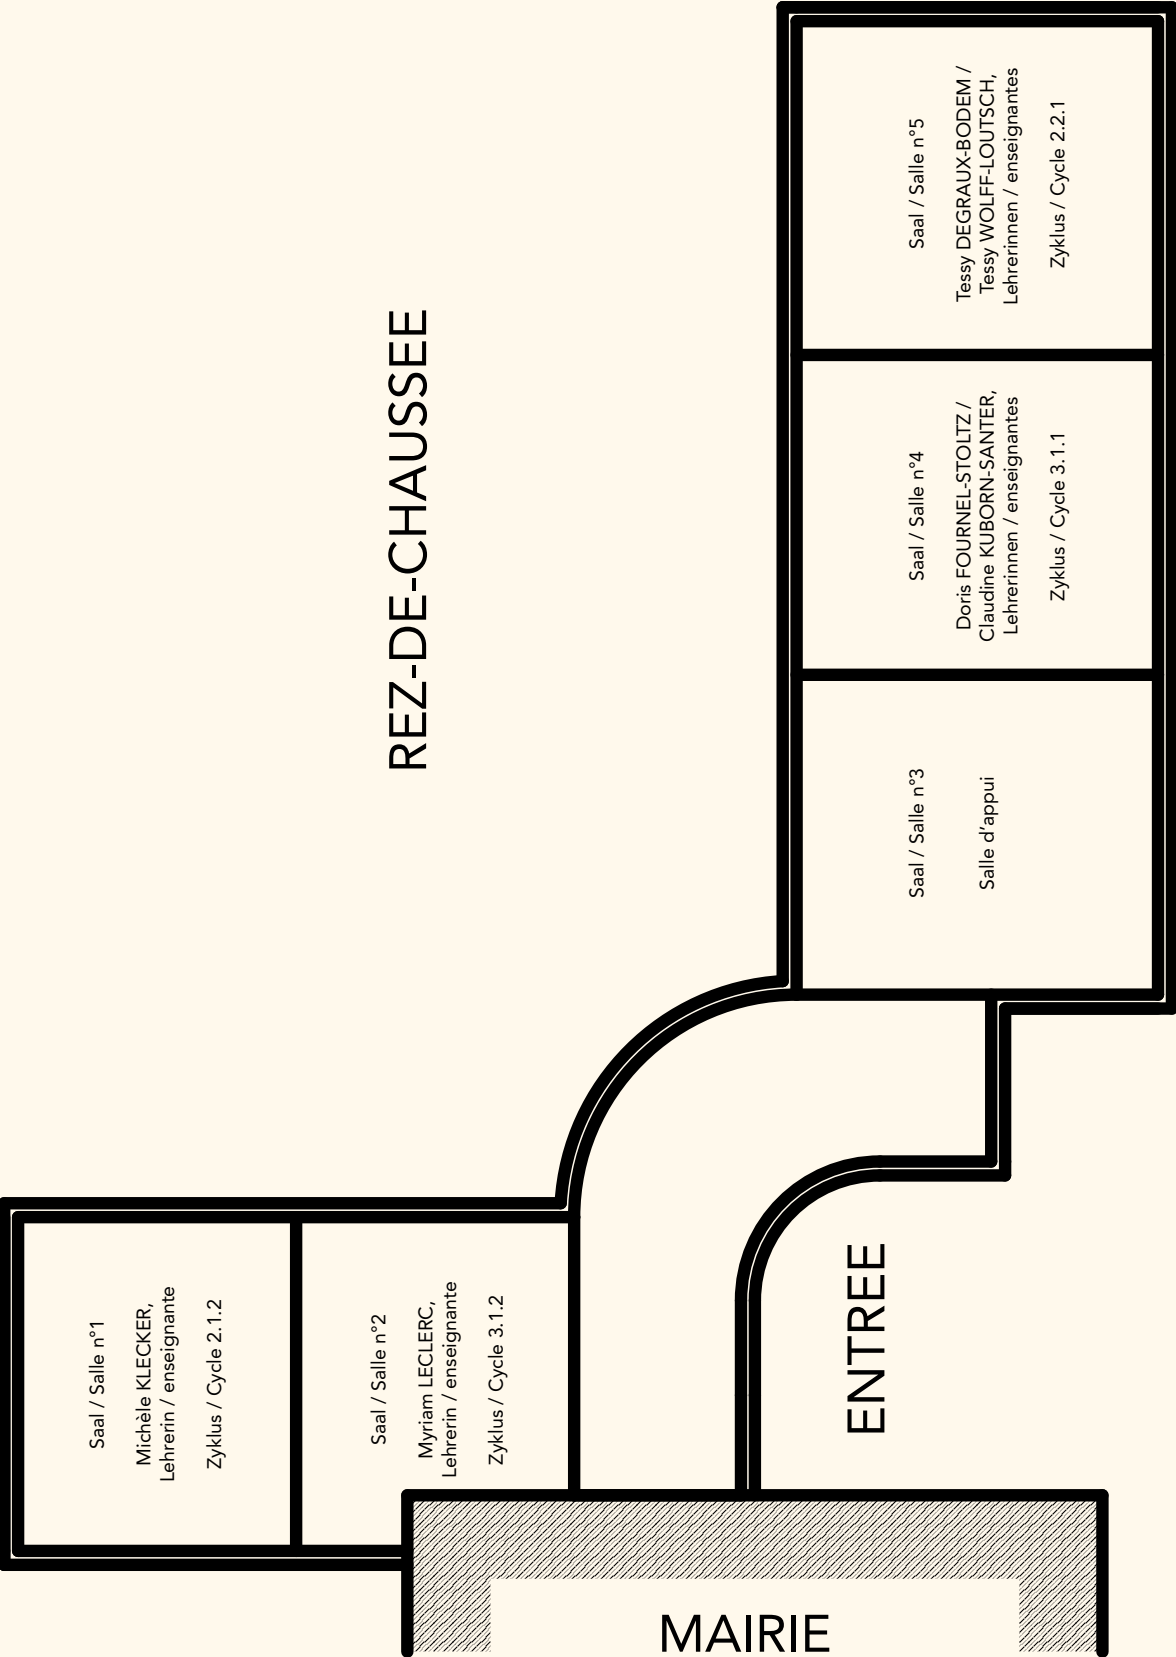 REZ-DE-CHAUSSEE
Saal / Salle n°1
Michèle KLECKER,
Lehrerin / enseignante
Zyklus / Cycle 2.1.2
Saal / Salle n°2
Myriam LECLERC,
Lehrerin / enseignante
Zyklus / Cycle 3.1.2
Saal / Salle n°3
Salle d’appui
Saal / Salle n°4
Doris FOURNEL-STOLTZ /
Claudine KUBORN-SANTER,
Lehrerinnen / enseignantes
Zyklus / Cycle 3.1.1
Saal / Salle n°5
Tessy DEGRAUX-BODEM /
Tessy WOLFF-LOUTSCH,
Lehrerinnen / enseignantes
Zyklus / Cycle 2.2.1
ENTREE
MAIRIE